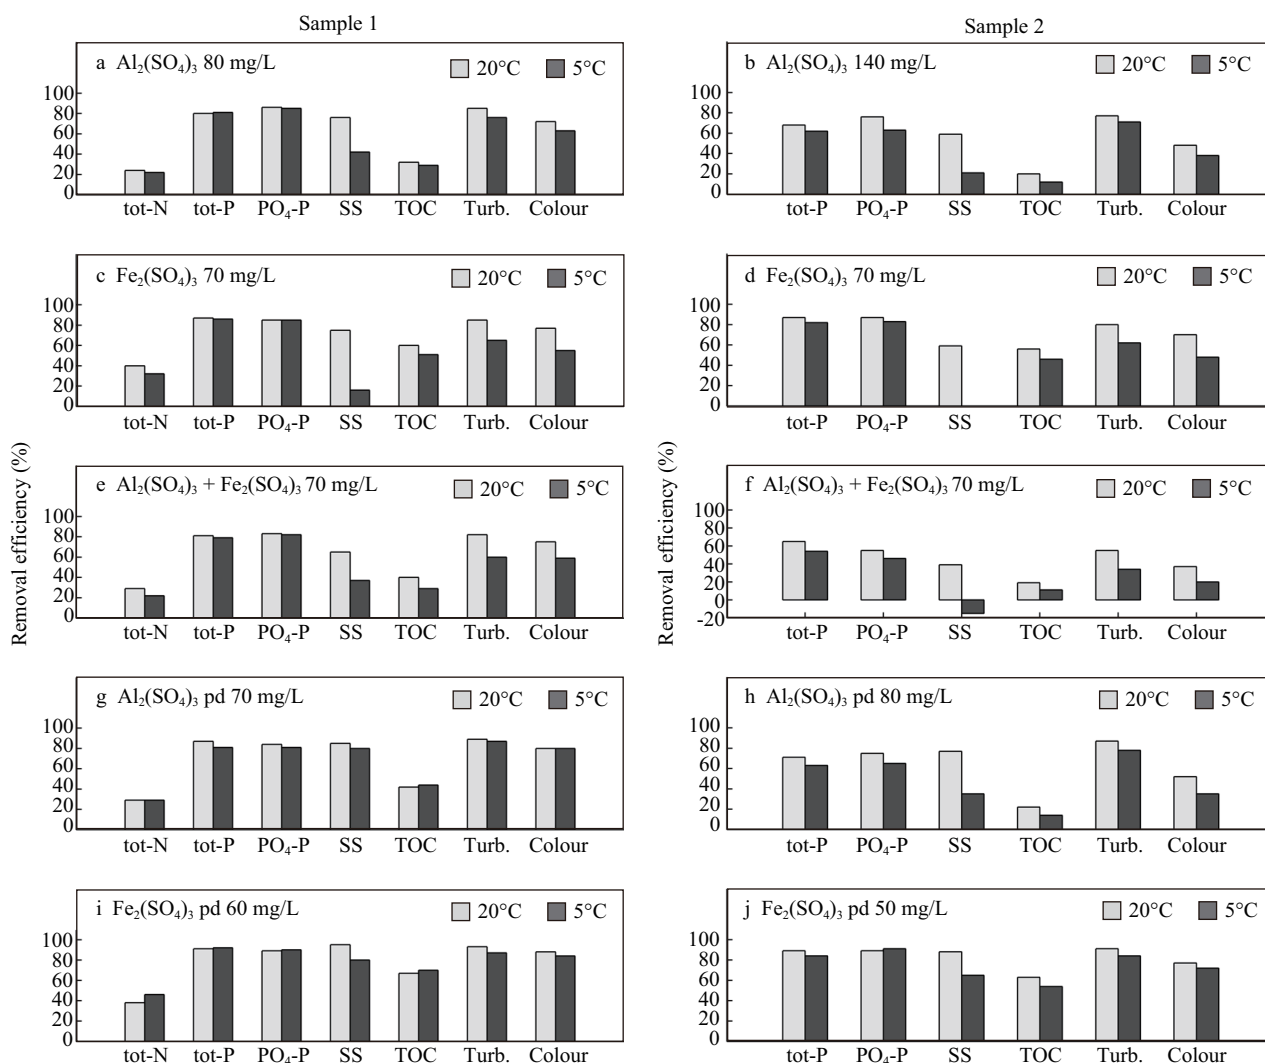 Sample 1
Sample 2
Removal efficiency (%)
Removal efficiency (%)
a Al₂(SO₄)₃ 80 mg/L 20°C 5°C
100
80
60
40
20
0
tot-N tot-P PO₄-P SS TOC Turb. Colour
b Al₂(SO₄)₃ 140 mg/L 20°C 5°C
100
80
60
40
20
0
tot-P PO₄-P SS TOC Turb. Colour
c Fe₂(SO₄)₃ 70 mg/L 20°C 5°C
100
80
60
40
20
0
tot-N tot-P PO₄-P SS TOC Turb. Colour
d Fe₂(SO₄)₃ 70 mg/L 20°C 5°C
100
80
60
40
20
0
tot-P PO₄-P SS TOC Turb. Colour
e Al₂(SO₄)₃ + Fe₂(SO₄)₃ 70 mg/L 20°C 5°C
100
80
60
40
20
0
tot-N tot-P PO₄-P SS TOC Turb. Colour
f Al₂(SO₄)₃ + Fe₂(SO₄)₃ 70 mg/L 20°C 5°C
100
80
60
40
20
0
-20
tot-P PO₄-P SS TOC Turb. Colour
g Al₂(SO₄)₃ pd 70 mg/L 20°C 5°C
100
80
60
40
20
0
tot-N tot-P PO₄-P SS TOC Turb. Colour
h Al₂(SO₄)₃ pd 80 mg/L 20°C 5°C
100
80
60
40
20
0
tot-P PO₄-P SS TOC Turb. Colour
i Fe₂(SO₄)₃ pd 60 mg/L 20°C 5°C
100
80
60
40
20
0
tot-N tot-P PO₄-P SS TOC Turb. Colour
j Fe₂(SO₄)₃ pd 50 mg/L 20°C 5°C
100
80
60
40
20
0
tot-P PO₄-P SS TOC Turb. Colour